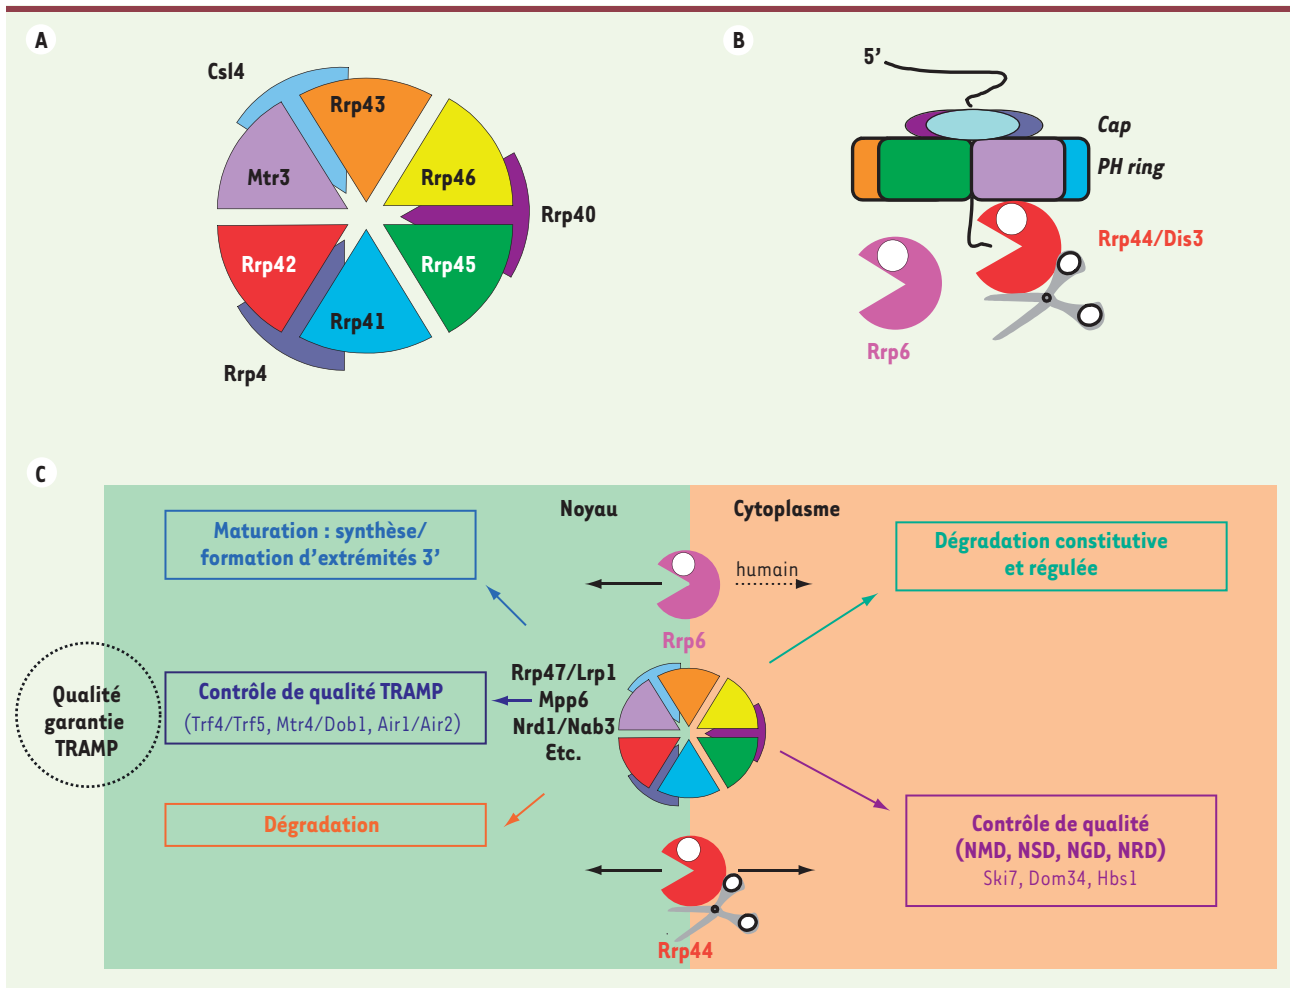 A
Csl4
Rrp43
Mtr3
Rrp46
Rrp40
Rrp42
Rrp45
Rrp41
Rrp4
B
5’
Cap
PH ring
Rrp44/Dis3
Rrp6
C
Noyau
Cytoplasme
Maturation : synthèse/
formation d’extrémités 3’
humain
Dégradation constitutive
et régulée
Rrp6
Qualité
garantie
TRAMP
Contrôle de qualité TRAMP
(Trf4/Trf5, Mtr4/Dob1, Air1/Air2)
Rrp47/Lrp1
Mpp6
Nrd1/Nab3
Etc.
Dégradation
Contrôle de qualité
(NMD, NSD, NGD, NRD)
Ski7, Dom34, Hbs1
Rrp44